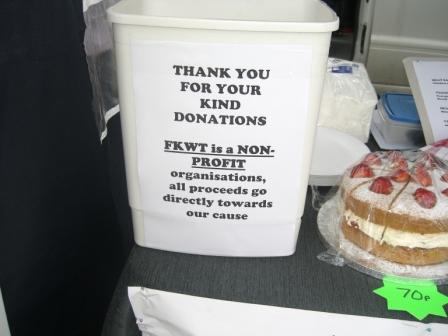 THANK YOU
FOR YOUR
KIND
DONATIONS
FKWT is a NON-
PROFIT
organisations,
all proceeds go
directly towards
our cause
70p